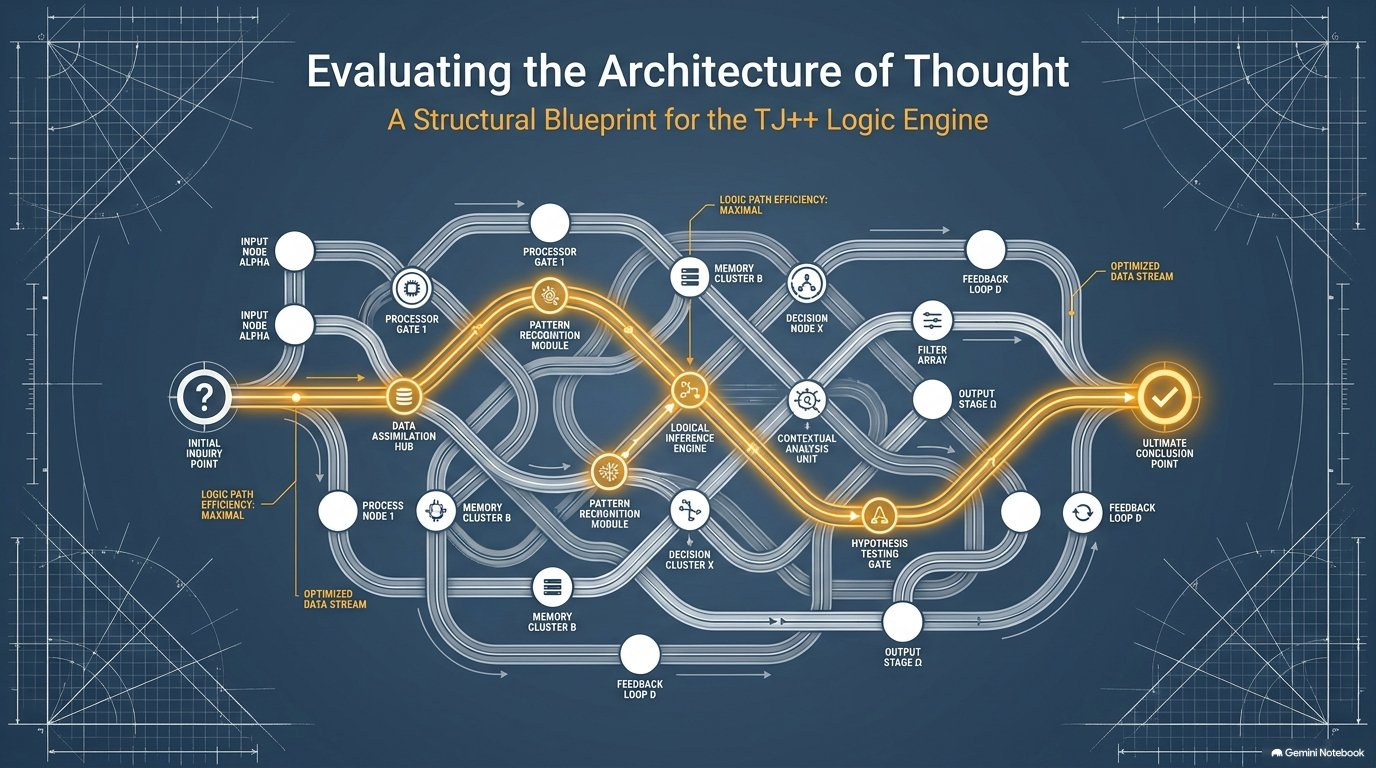 Evaluating the Architecture of Thought
A Structural Blueprint for the TJ++ Logic Engine
LOGIC PATH EFFICIENCY:
MAXIMAL
INPUT
NODE
ALPHA
PROCESSOR
GATE 1
MEMORY
CLUSTER B
FEEDBACK
LOOP D
OPTIMIZED
DATA STREAM
INPUT
NODE
ALPHA
PROCESSOR
GATE 1
PATTERN
RECOGNTION
MODULE
DECISION
NODE X
FILTER
ARRAY
?
INITIAL
INQUIRY
POINT
DATA
ASSIMILATION
HUB
LOGICAL
INFERENCE
ENGINE
CONTEXTUAL
ANALYSIS
UNIT
OUTPUT
STAGE Ω
ULTIMATE
CONCLUSION
POINT
LOGIC PATH
EFFICIENCY:
MAXIMAL
PROCESS
NODE 1
MEMORY
CLUSTER B
PATTERN
MODULE
DECISION
CLUSTER X
HYPOTHESIS
TESTING
GATE
FEEDBACK
LOOP D
OPTIMIZED
DATA STREAM
MEMORY
CLUSTER B
OUTPUT
STAGE Ω
FEEDBACK
LOOP D
Gemini Notebook